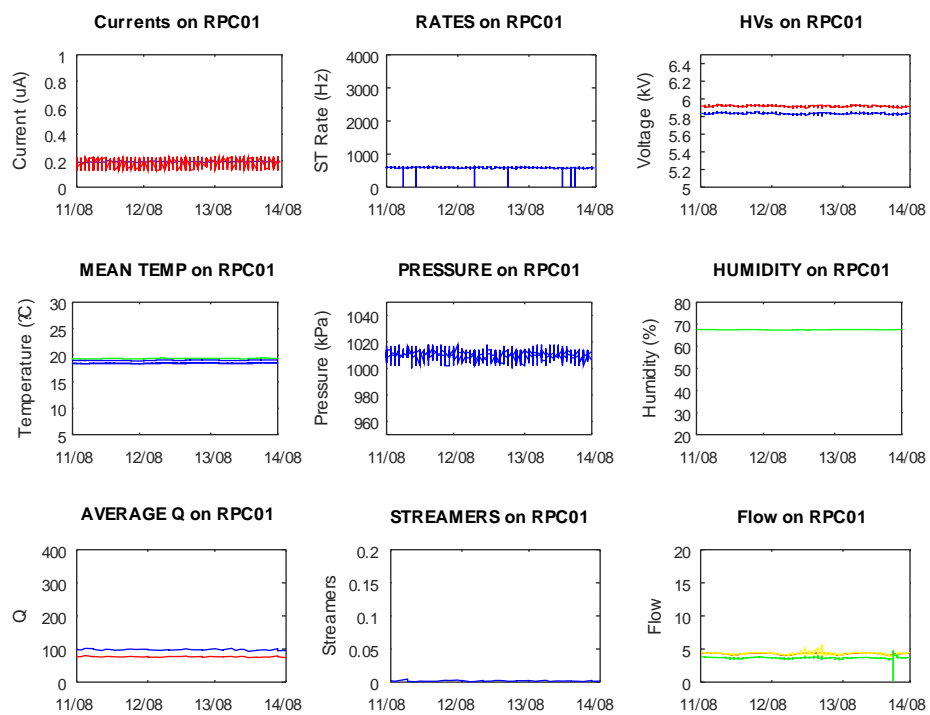 Currents on RPC01
Current (uA)
1
0.8
0.6
0.4
0.2
0
11/08 12/08 13/08 14/08
RATES on RPC01
ST Rate (Hz)
4000
3000
2000
1000
0
11/08 12/08 13/08 14/08
HVs on RPC01
Voltage (kV)
6.4
6.2
6
5.8
5.6
5.4
5.2
5
11/08 12/08 13/08 14/08
MEAN TEMP on RPC01
Temperature (?C)
30
25
20
15
10
5
11/08 12/08 13/08 14/08
PRESSURE on RPC01
Pressure (kPa)
1040
1020
1000
980
960
11/08 12/08 13/08 14/08
HUMIDITY on RPC01
Humidity (%)
80
70
60
50
40
30
20
11/08 12/08 13/08 14/08
AVERAGE Q on RPC01
Q
400
300
200
100
0
11/08 12/08 13/08 14/08
STREAMERS on RPC01
Streamers
0.2
0.15
0.1
0.05
0
11/08 12/08 13/08 14/08
Flow on RPC01
Flow
20
15
10
5
0
11/08 12/08 13/08 14/08